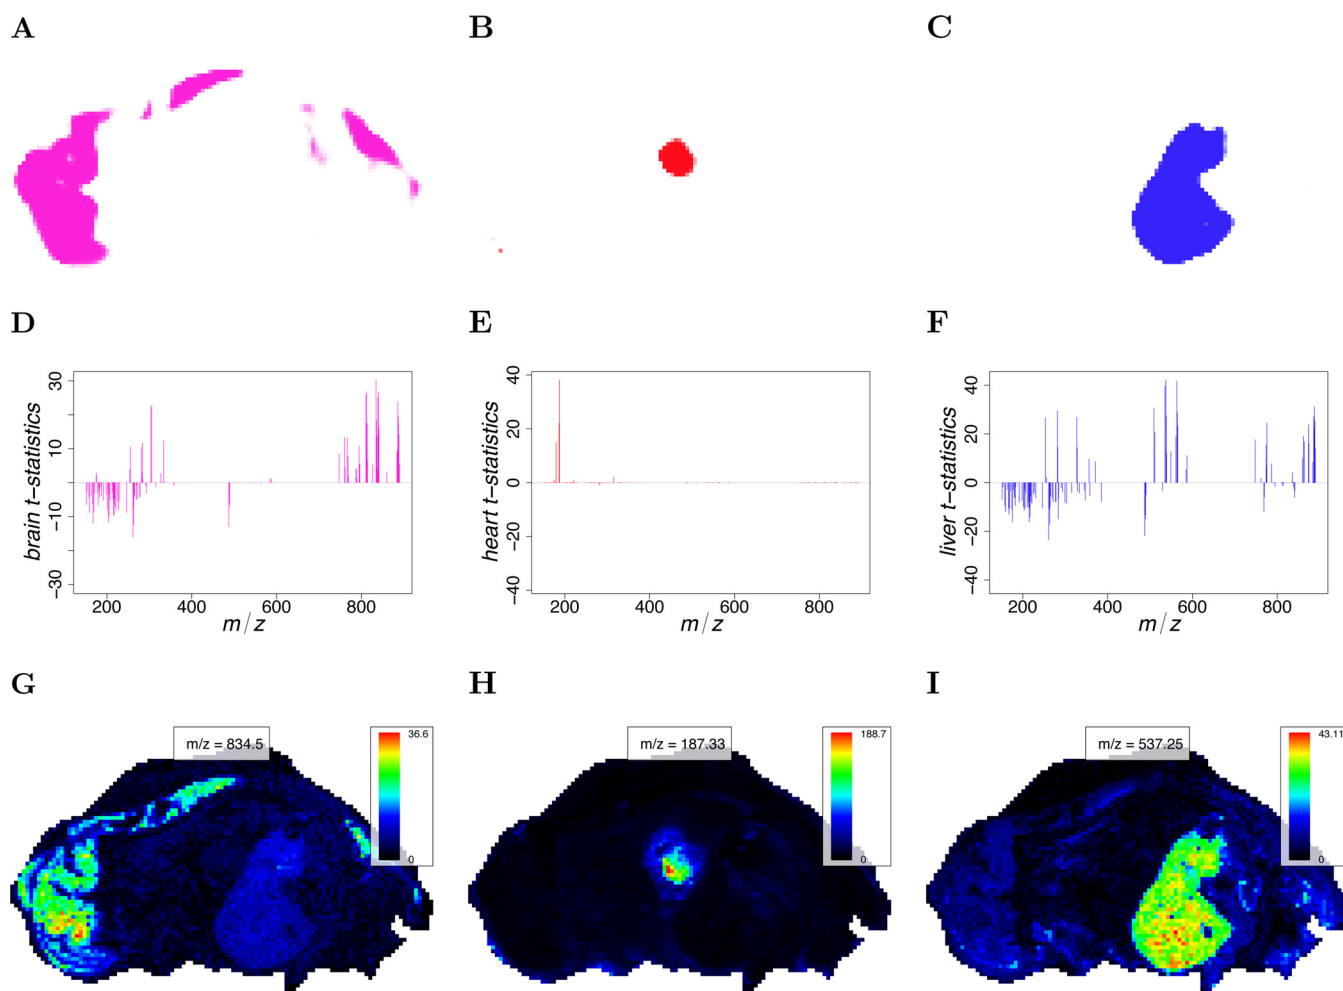 A
B
C
D
E
F
brain t−statistics
30
10
−10
−30
200
400
600
800
m/z
heart t−statistics
40
20
0
−20
−40
200
400
600
800
m/z
liver t−statistics
40
20
0
−20
−40
200
400
600
800
m/z
G
H
I
m/z = 834.5
36.6
0
m/z = 187.33
188.7
0
m/z = 537.25
43.11
0